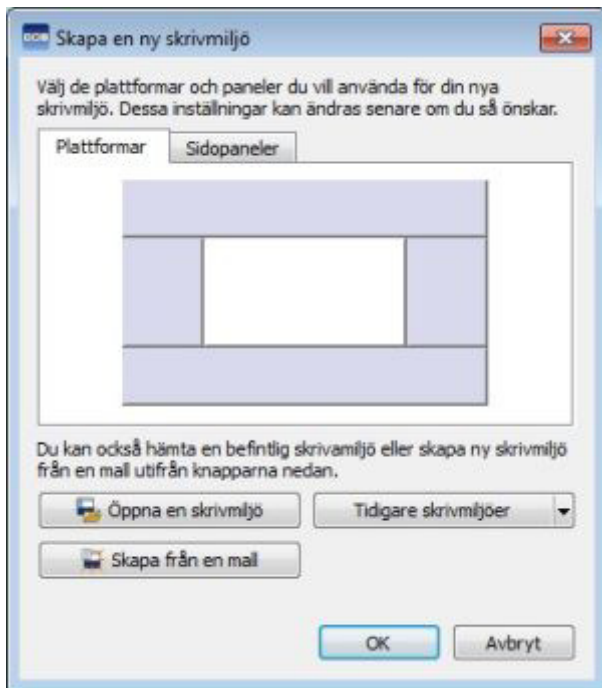 Skapa en ny skrivmiljö
Välj de plattformar och paneler du vill använda för din nya
skrivmiljö. Dessa inställningar kan ändras senare om du så önskar.
Plattformar Sidopaneler
Du kan också hämta en befintlig skrivamiljö eller skapa ny skrivmiljö
från en mall utifrån knapparna nedan.
Öppna en skrivmiljö Tidigare skrivmiljöer
Skapa från en mall
OK Avbryt